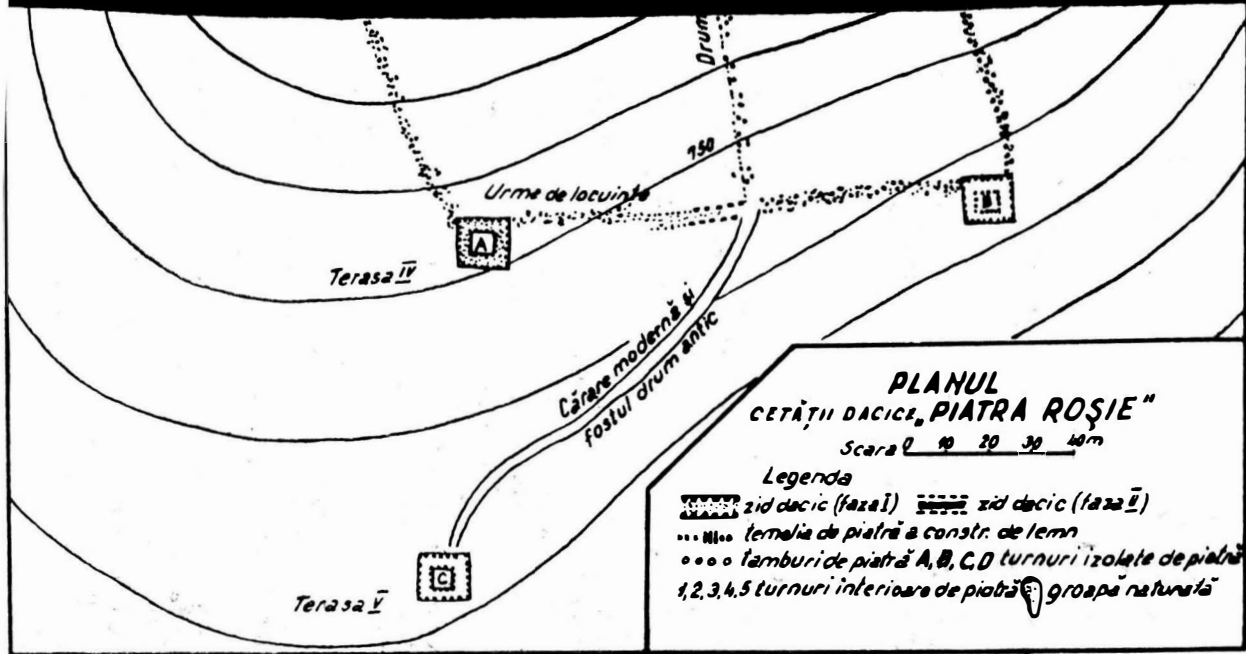 Drum
150
Urme de locuințe
A
B
Terasa IV
Cărare modernă și
fostul drum antic
C
Terasa V
PLANUL
CETĂȚII DACICE „PIATRA ROȘIE"
Scara 0 10 20 30 40m
Legenda
zid dacic (faza I) zid dacic (faza II)
temelia de piatră a constr. de lemn
tamburi de piatră A, B, C, D turnuri izolate de piatră
1, 2, 3, 4, 5 turnuri interioare de piatră groapă naturală